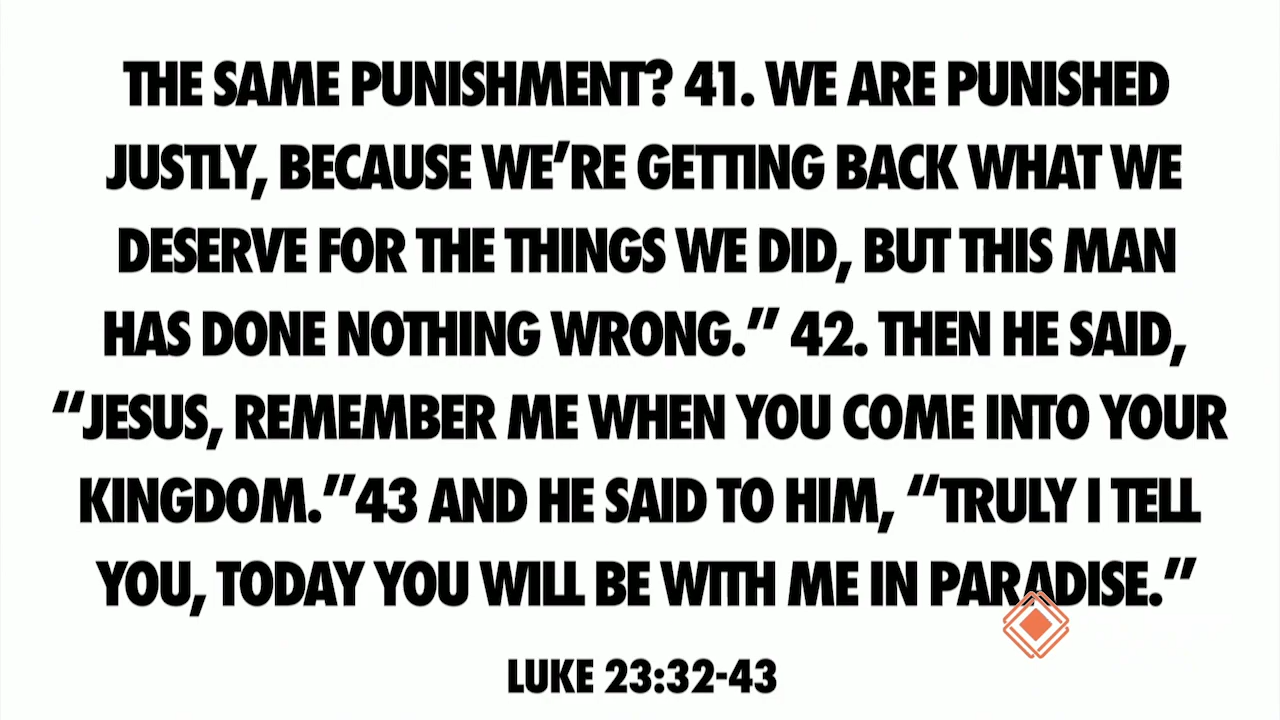 THE SAME PUNISHMENT? 41. WE ARE PUNISHED
JUSTLY, BECAUSE WE’RE GETTING BACK WHAT WE
DESERVE FOR THE THINGS WE DID, BUT THIS MAN
HAS DONE NOTHING WRONG.” 42. THEN HE SAID,
“JESUS, REMEMBER ME WHEN YOU COME INTO YOUR
KINGDOM.”43 AND HE SAID TO HIM, “TRULY I TELL
YOU, TODAY YOU WILL BE WITH ME IN PARADISE.”
LUKE 23:32-43